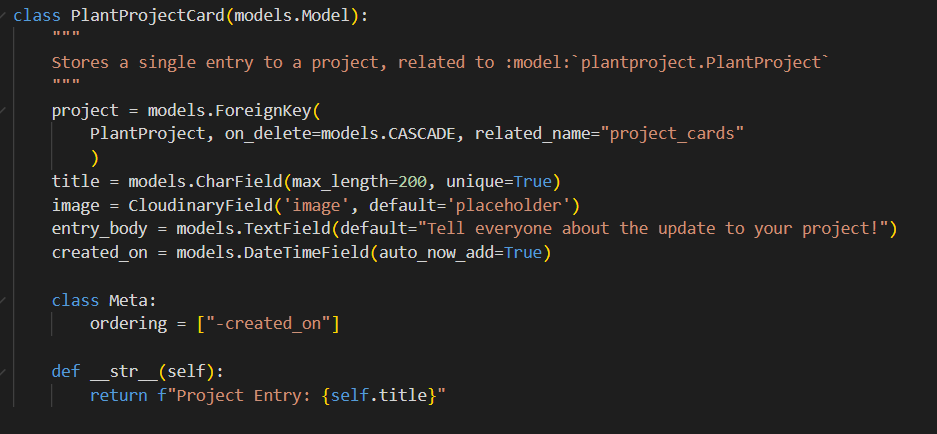 class PlantProjectCard(models.Model):
    """
    Stores a single entry to a project, related to :model:`plantproject.PlantProject`
    """
    project = models.ForeignKey(
        PlantProject, on_delete=models.CASCADE, related_name="project_cards"
        )
    title = models.CharField(max_length=200, unique=True)
    image = CloudinaryField('image', default='placeholder')
    entry_body = models.TextField(default="Tell everyone about the update to your project!")
    created_on = models.DateTimeField(auto_now_add=True)

    class Meta:
        ordering = ["-created_on"]

    def __str__(self):
        return f"Project Entry: {self.title}"